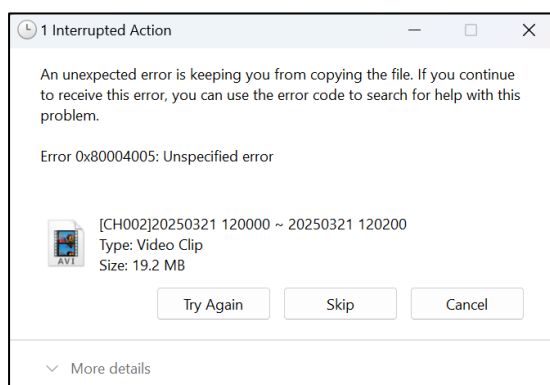 1 Interrupted Action
An unexpected error is keeping you from copying the file. If you continue
to receive this error, you can use the error code to search for help with this
problem.
Error 0x80004005: Unspecified error
[CH002]20250321 120000 ~ 20250321 120200
AVI
Type: Video Clip
Size: 19.2 MB
Try Again
Skip
Cancel
More details